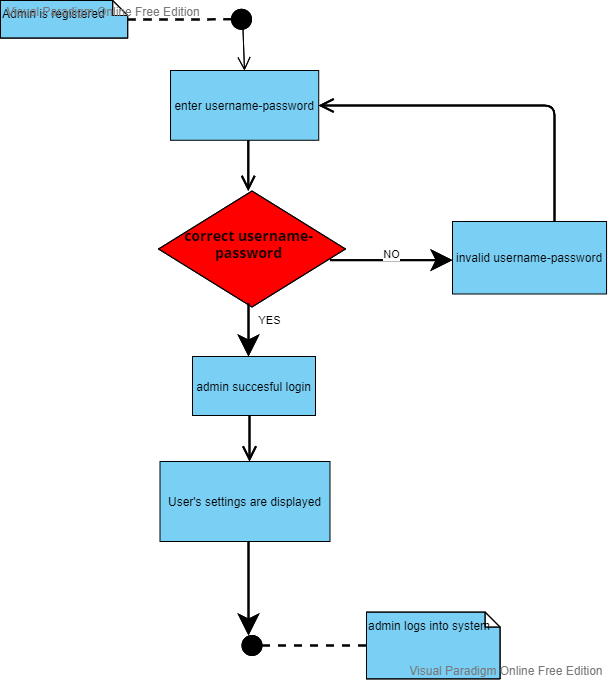 Admin is registered
Visual Paradigm Online Free Edition
enter username-password
correct username-
password
NO
invalid username-password
YES
admin succesful login
User's settings are displayed
admin logs into system
Visual Paradigm Online Free Edition